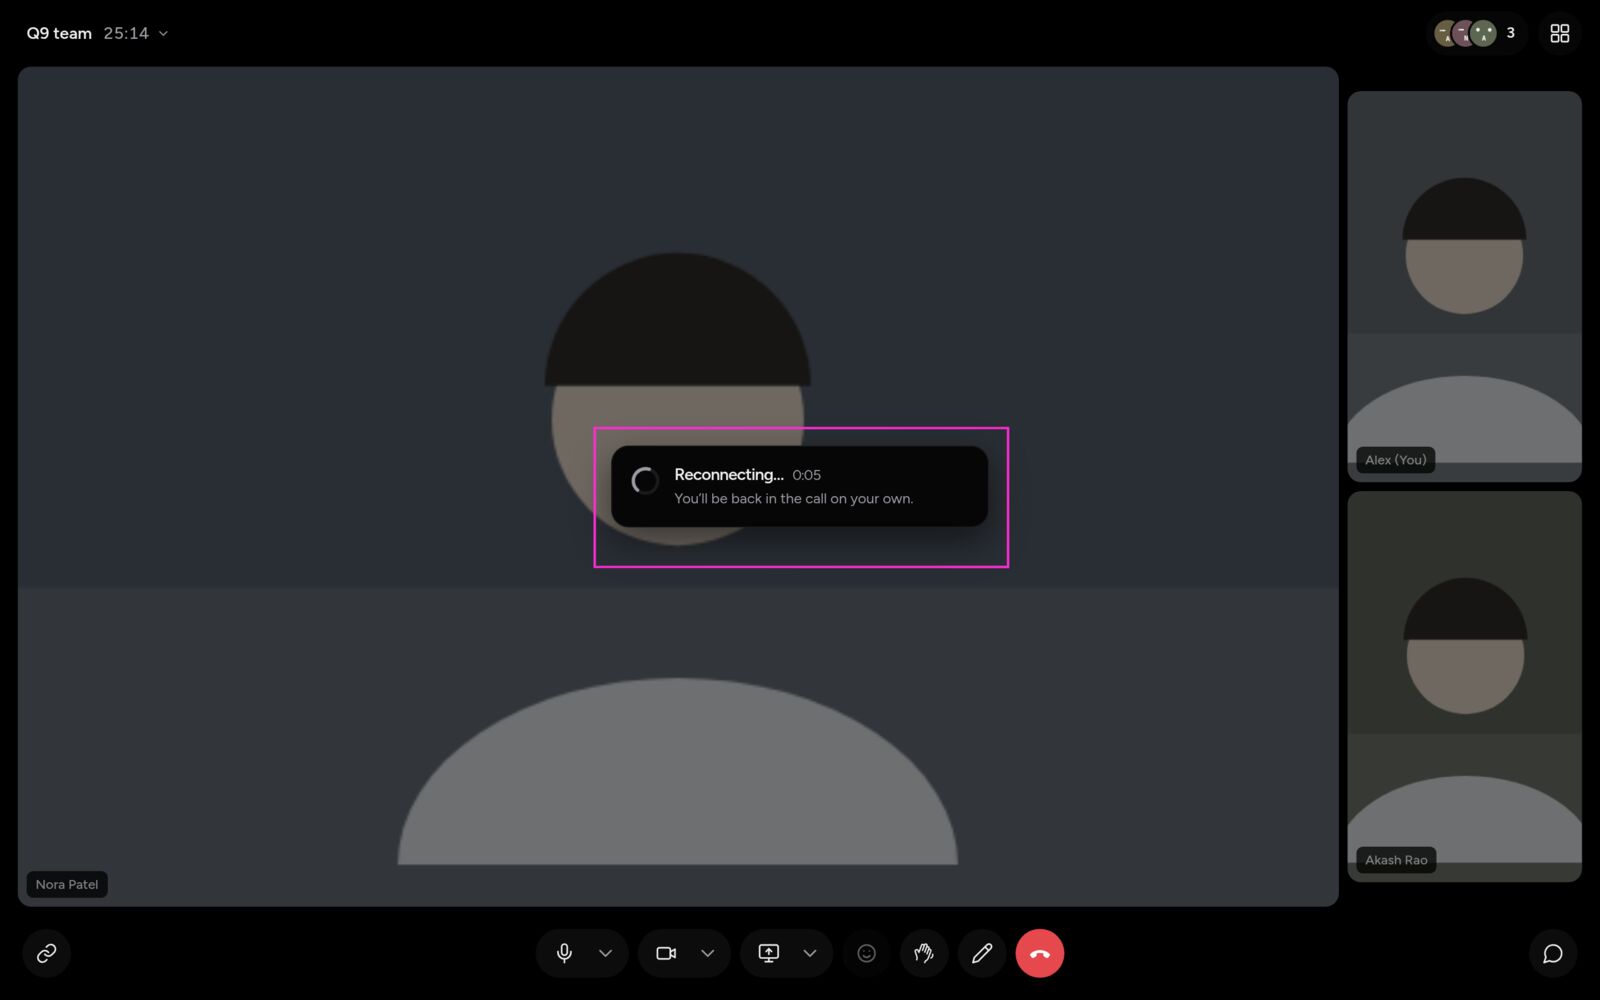 Q9 team 25:14
A N A 3
Reconnecting... 0:05
You'll be back in the call on your own.
Alex (You)
Akash Rao
Nora Patel